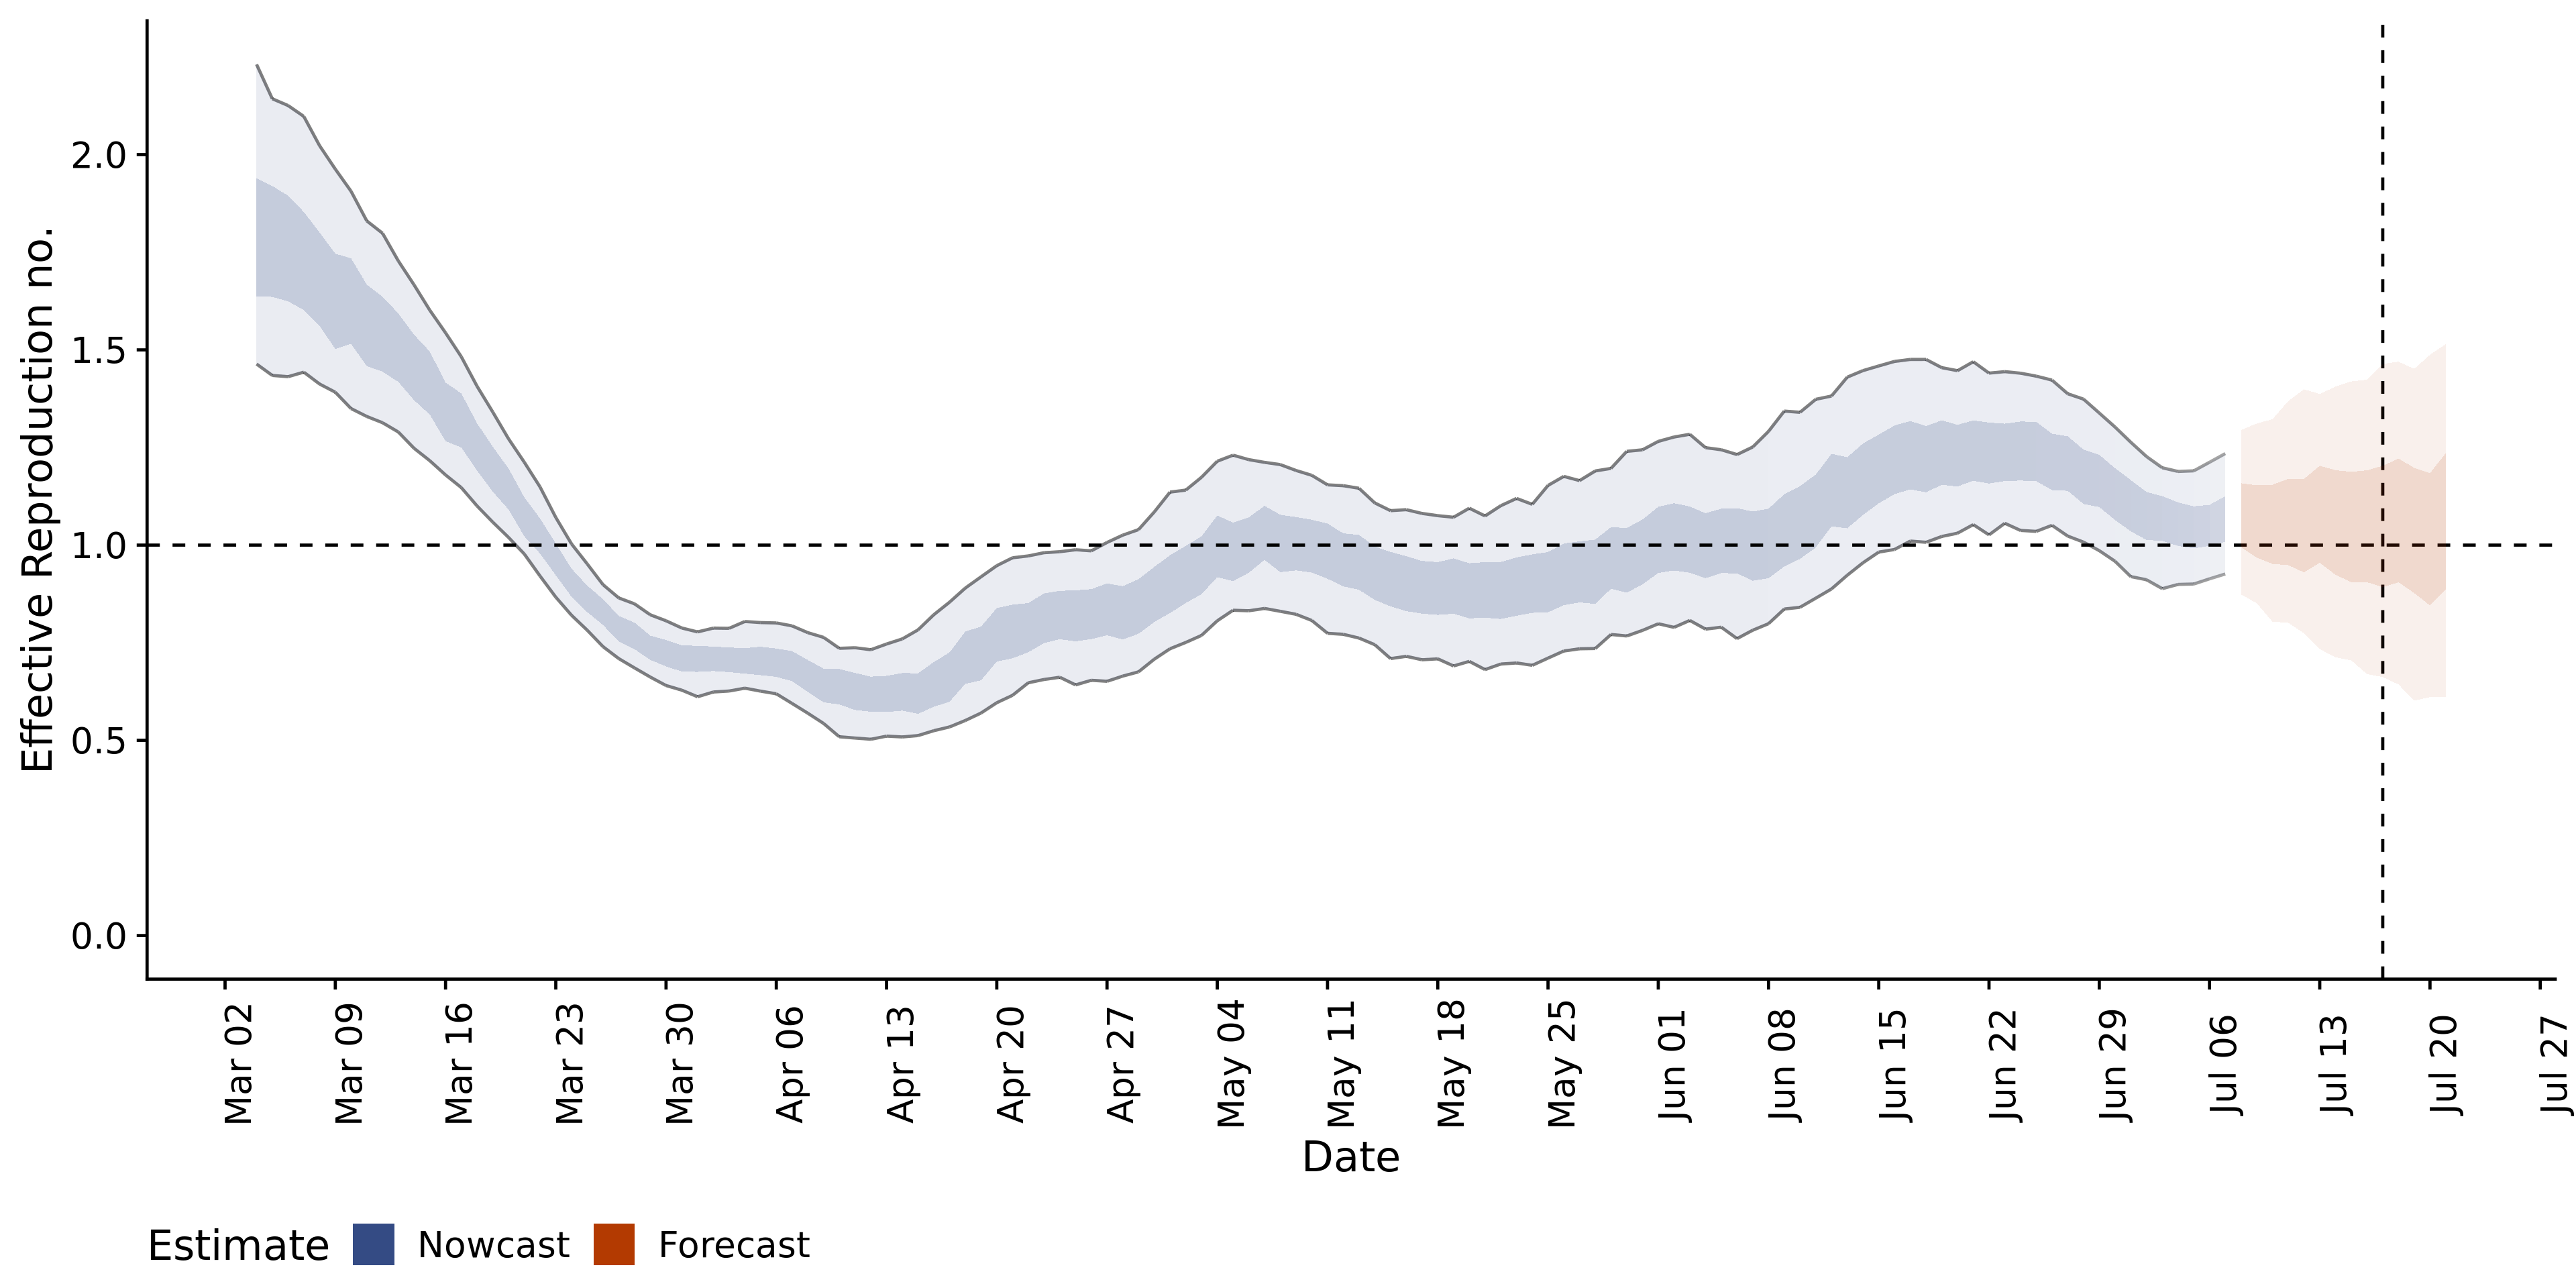 Effective Reproduction no.
2.0
1.5
1.0
0.5
0.0
Mar 02
Mar 09
Mar 16
Mar 23
Mar 30
Apr 06
Apr 13
Apr 20
Apr 27
May 04
May 11
May 18
May 25
Jun 01
Jun 08
Jun 15
Jun 22
Jun 29
Jul 06
Jul 13
Jul 20
Jul 27
Date
Estimate Nowcast Forecast